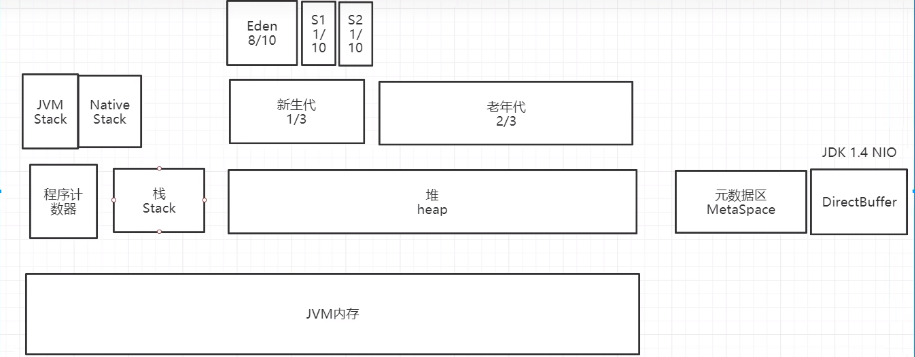 Eden
8/10
S1
1/
10
S2
1/
10
JVM
Stack
Native
Stack
新生代
1/3
老年代
2/3
JDK 1.4 NIO
程序计
数器
栈
Stack
堆
heap
元数据区
MetaSpace
DirectBuffer
JVM内存